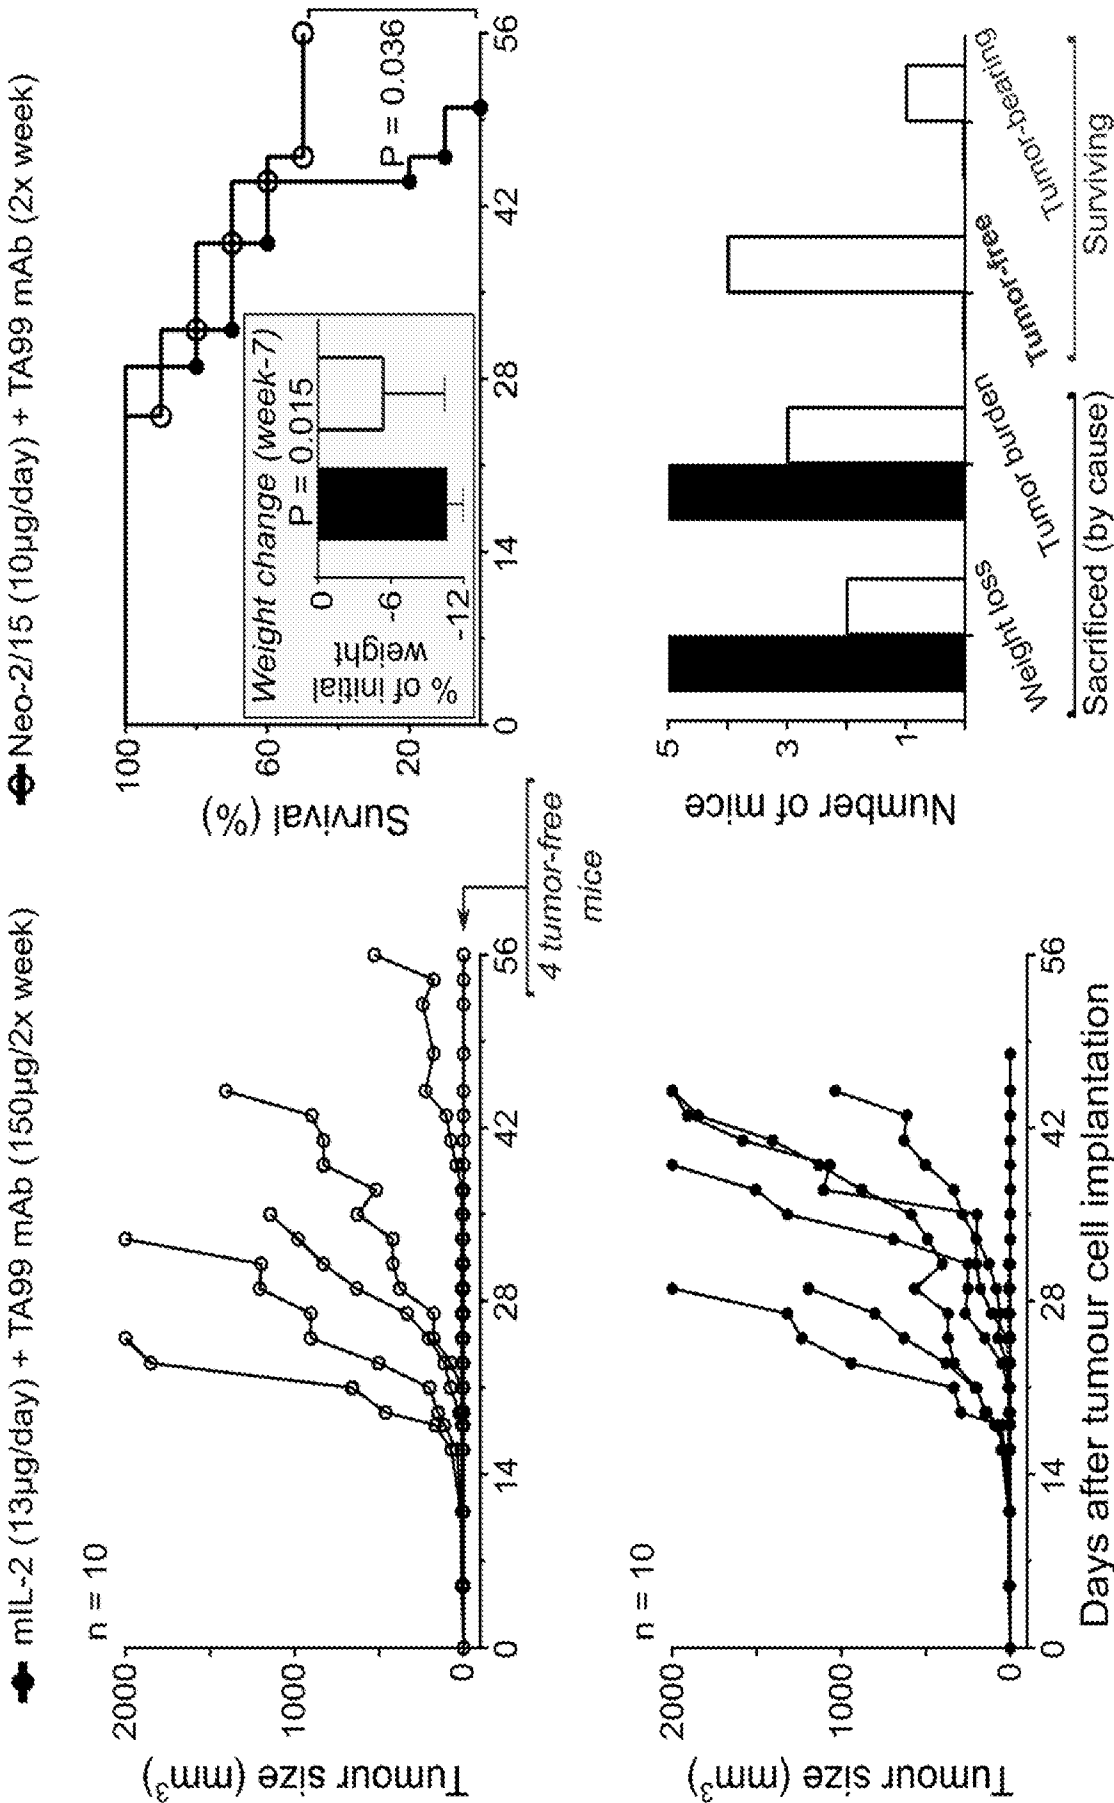 mIL-2 (13µg/day) + TA99 mAb (150µg/2x week)
Neo-2/15 (10µg/day) + TA99 mAb (2x week)
n = 10
Tumour size (mm³)
2000
1000
0
0
14
28
42
56
4 tumor-free
mice
Survival (%)
100
60
20
P = 0.036
Weight change (week-7)
P = 0.015
% of initial
weight
0
-6
-12
0
14
28
42
56
n = 10
Tumour size (mm³)
2000
1000
0
0
14
28
42
56
Days after tumour cell implantation
Number of mice
5
3
1
Weight loss
Tumor burden
Tumor-free
Tumor-bearing
Sacrificed (by cause)
Surviving